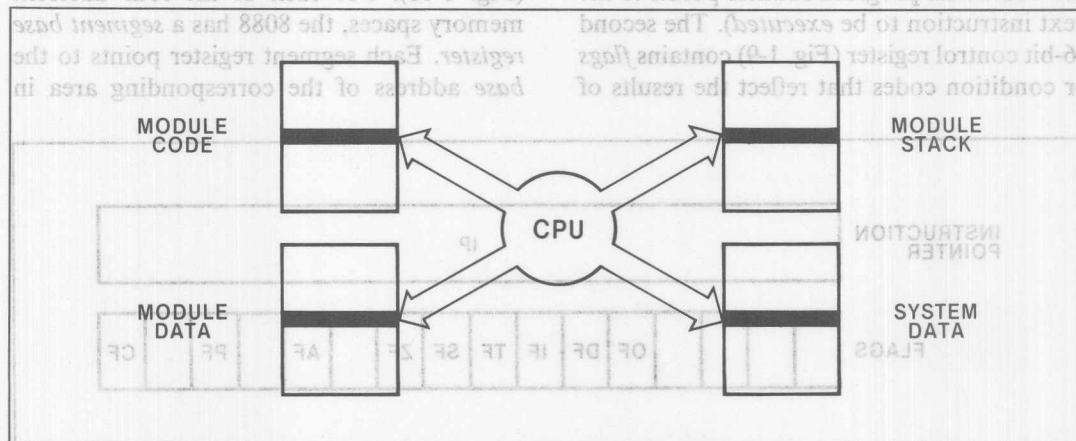 ext instruction to be executed). The second
6-bit control register (Fig. 1-9) contains flags
r condition codes that reflect the results of
memory spaces, the 8088 has a segment base
register. Each segment register points to the
base address of the corresponding area in
MODULE
CODE
MODULE
STACK
CPU
INSTRUCTION
POINTER
IP
MODULE
DATA
SYSTEM
DATA
FLAGS
OF DF IF TF SF ZF AF PF CF